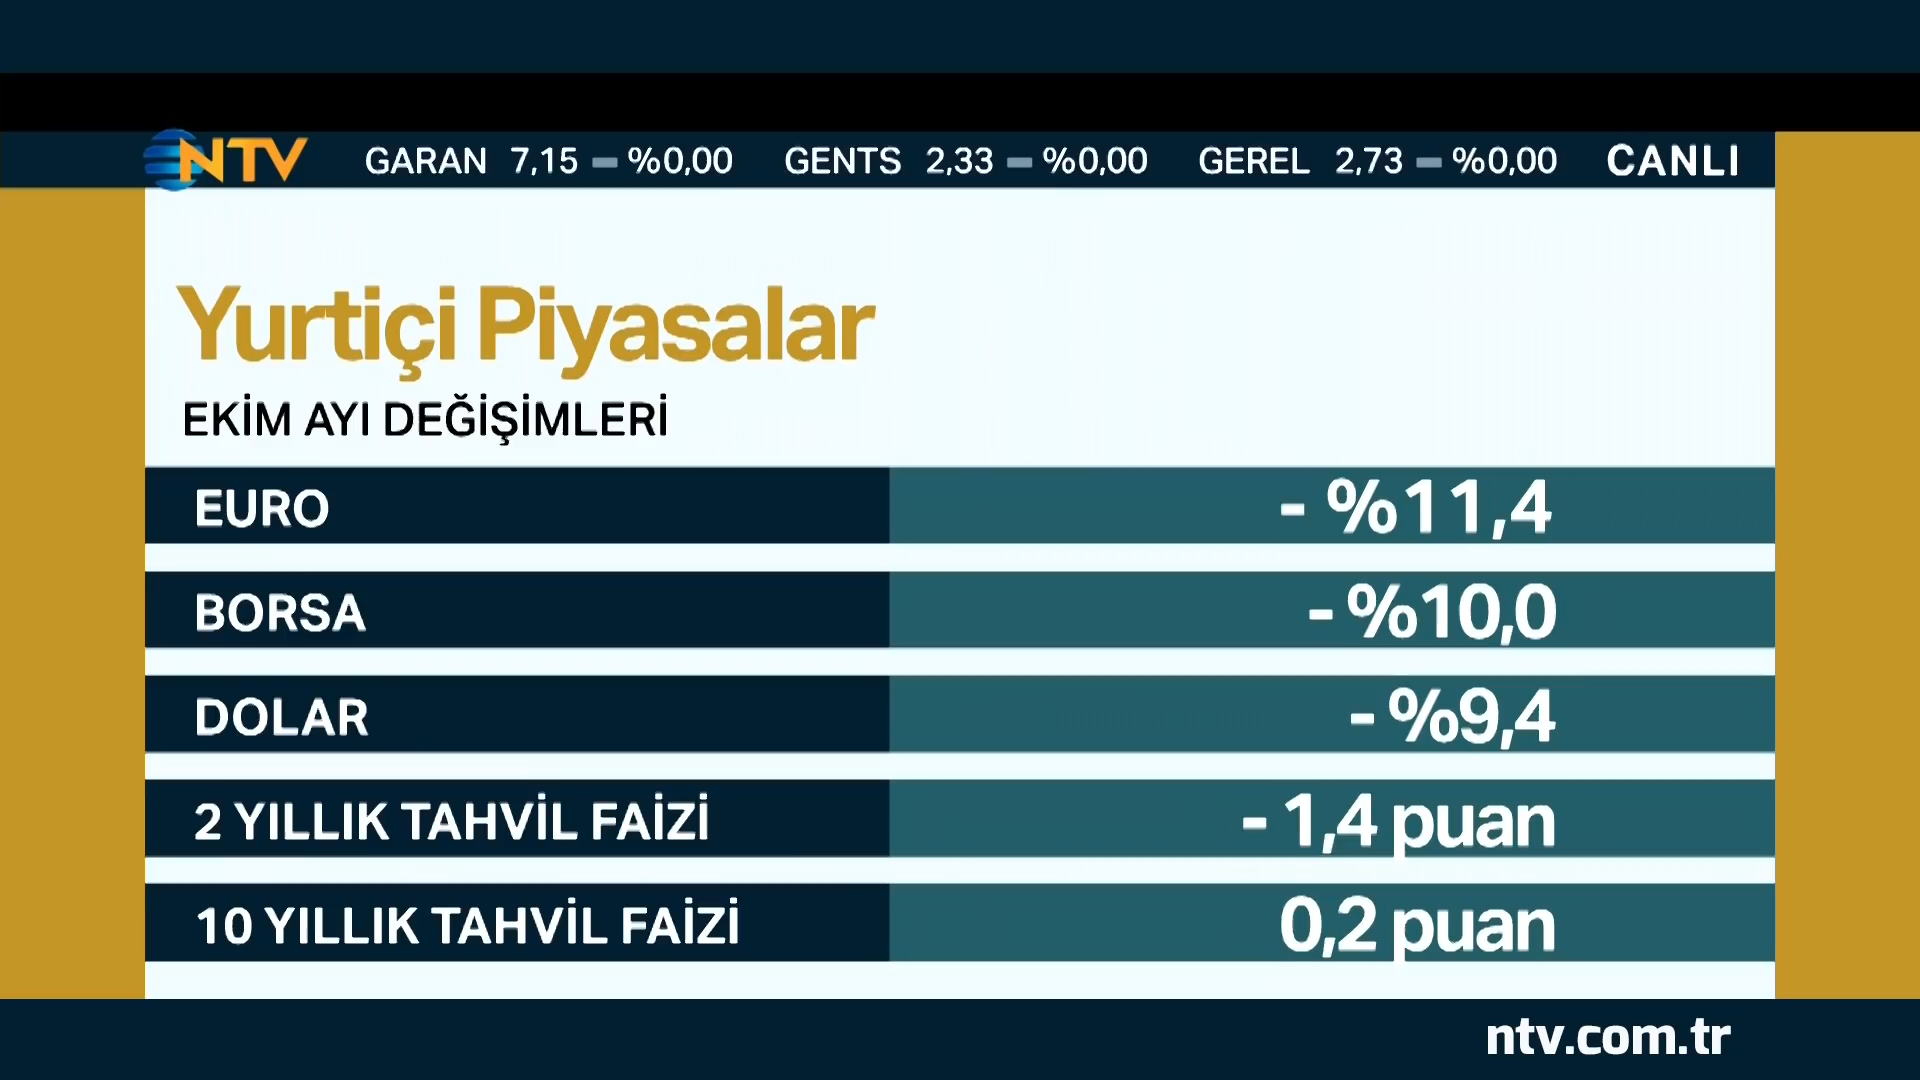 NTV GARAN 7,15 %0,00 GENTS 2,33 %0,00 GEREL 2,73 %0,00 CANLI
Yurtiçi Piyasalar
EKİM AYI DEĞİŞİMLERİ
EURO - %11,4
BORSA - %10,0
DOLAR - %9,4
2 YILLIK TAHVİL FAİZİ - 1,4 puan
10 YILLIK TAHVİL FAİZİ 0,2 puan
ntv.com.tr